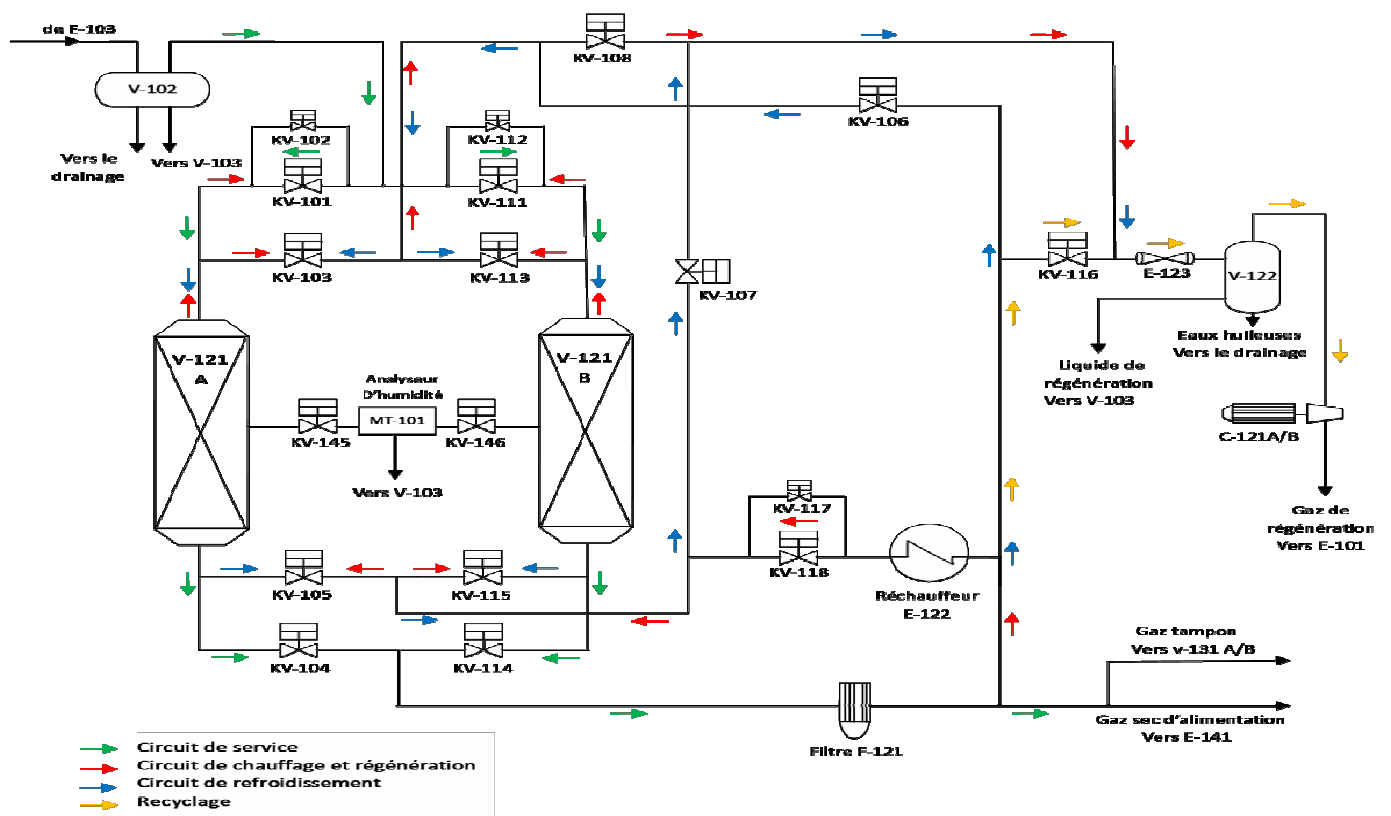 de E-103
V-102
Vers le
drainage
Vers V-103
KV-102
KV-101
KV-103
KV-112
KV-111
KV-113
KV-108
KV-106
KV-107
KV-116
E-123
V-122
Eaux huileuses
Vers le drainage
Liquide de
régénération
Vers V-103
C-121A/B
Gaz de
régénération
Vers E-101
V-121
A
V-121
B
Analyseur
D'humidité
MT-101
KV-145
KV-146
Vers V-103
KV-117
KV-118
Réchauffeur
E-122
KV-105
KV-115
KV-104
KV-114
Filtre F-121
Gaz tampon
Vers v-131 A/B
Gaz sec d'alimentation
Vers E-141
Circuit de service
Circuit de chauffage et régénération
Circuit de refroidissement
Recyclage